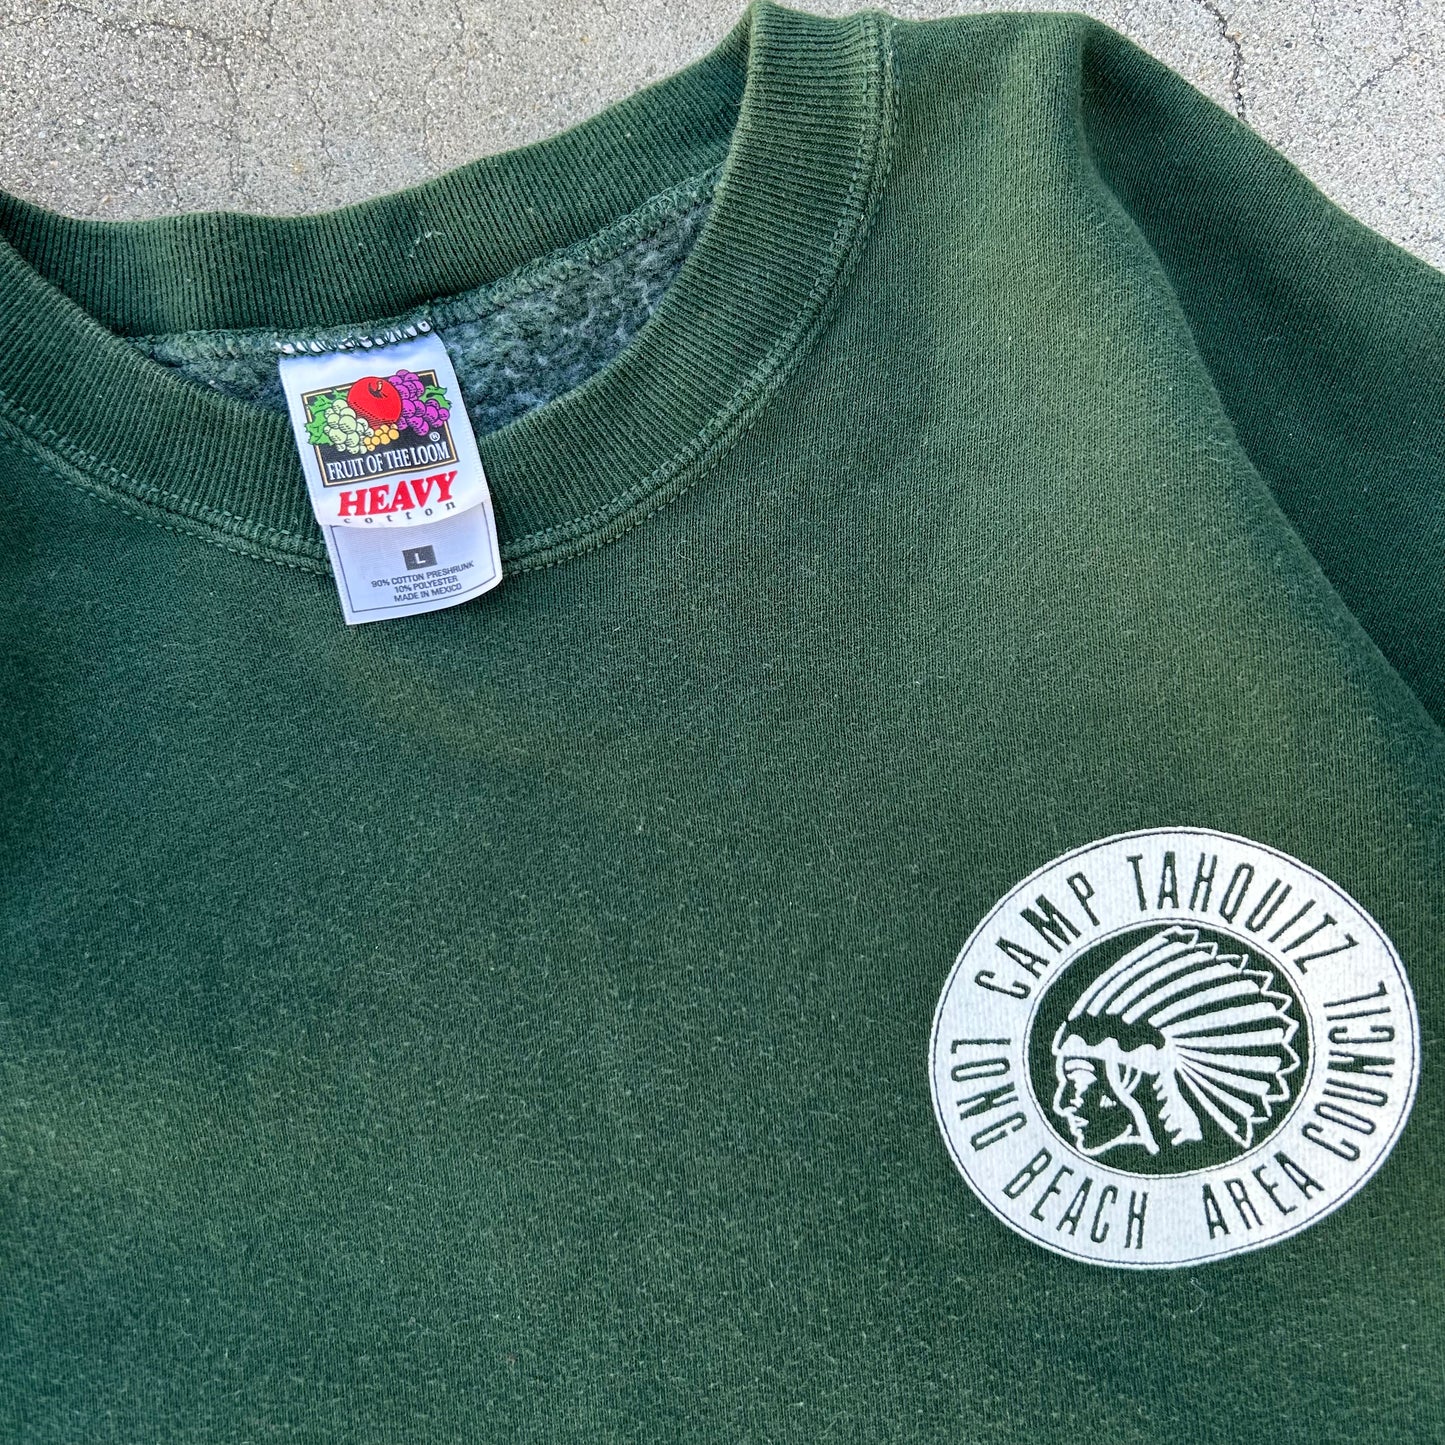 FRUIT OF THE LOOM®
HEAVY
cotton
L
90% COTTON PRESHRUNK
10% POLYESTER
MADE IN MEXICO
CAMP TAHQUITZ
LONG BEACH AREA COUNCIL